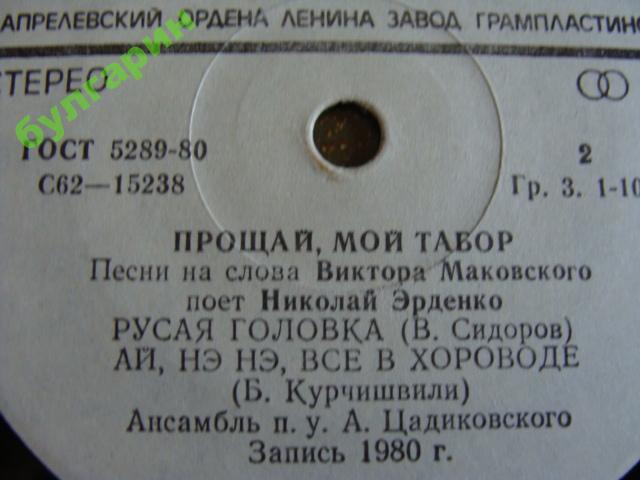 АПРЕЛЕВСКИЙ ОРДЕНА ЛЕНИНА ЗАВОД ГРАМПЛАСТИНО
СТЕРЕО
булгарин
ГОСТ 5289-80
2
С62—15238
Гр. 3. 1-10
ПРОЩАЙ, МОЙ ТАБОР
Песни на слова Виктора Маковского
поет Николай Эрденко
РУСАЯ ГОЛОВКА (В. Сидоров)
АЙ, НЭ НЭ, ВСЕ В ХОРОВОДЕ
(Б. Курчишвили)
Ансамбль п. у. А. Цадиковского
Запись 1980 г.